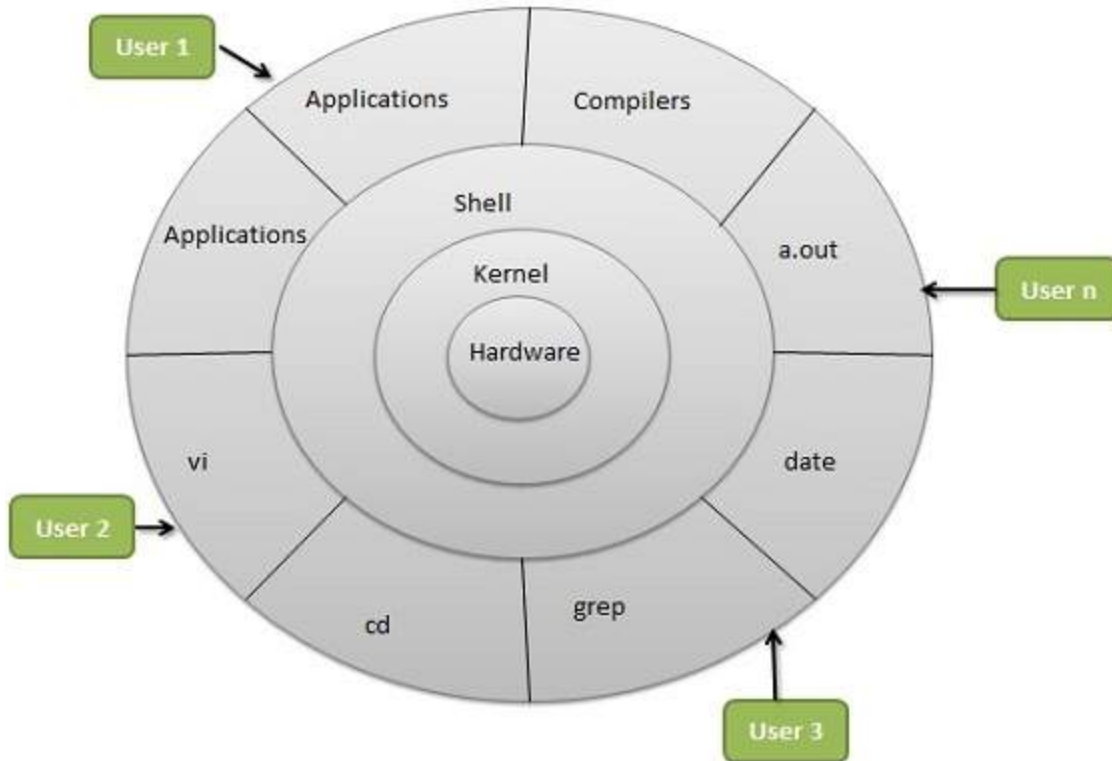 User 1
Applications
Compilers
Shell
Applications
a.out
Kernel
User n
Hardware
vi
date
User 2
grep
cd
User 3